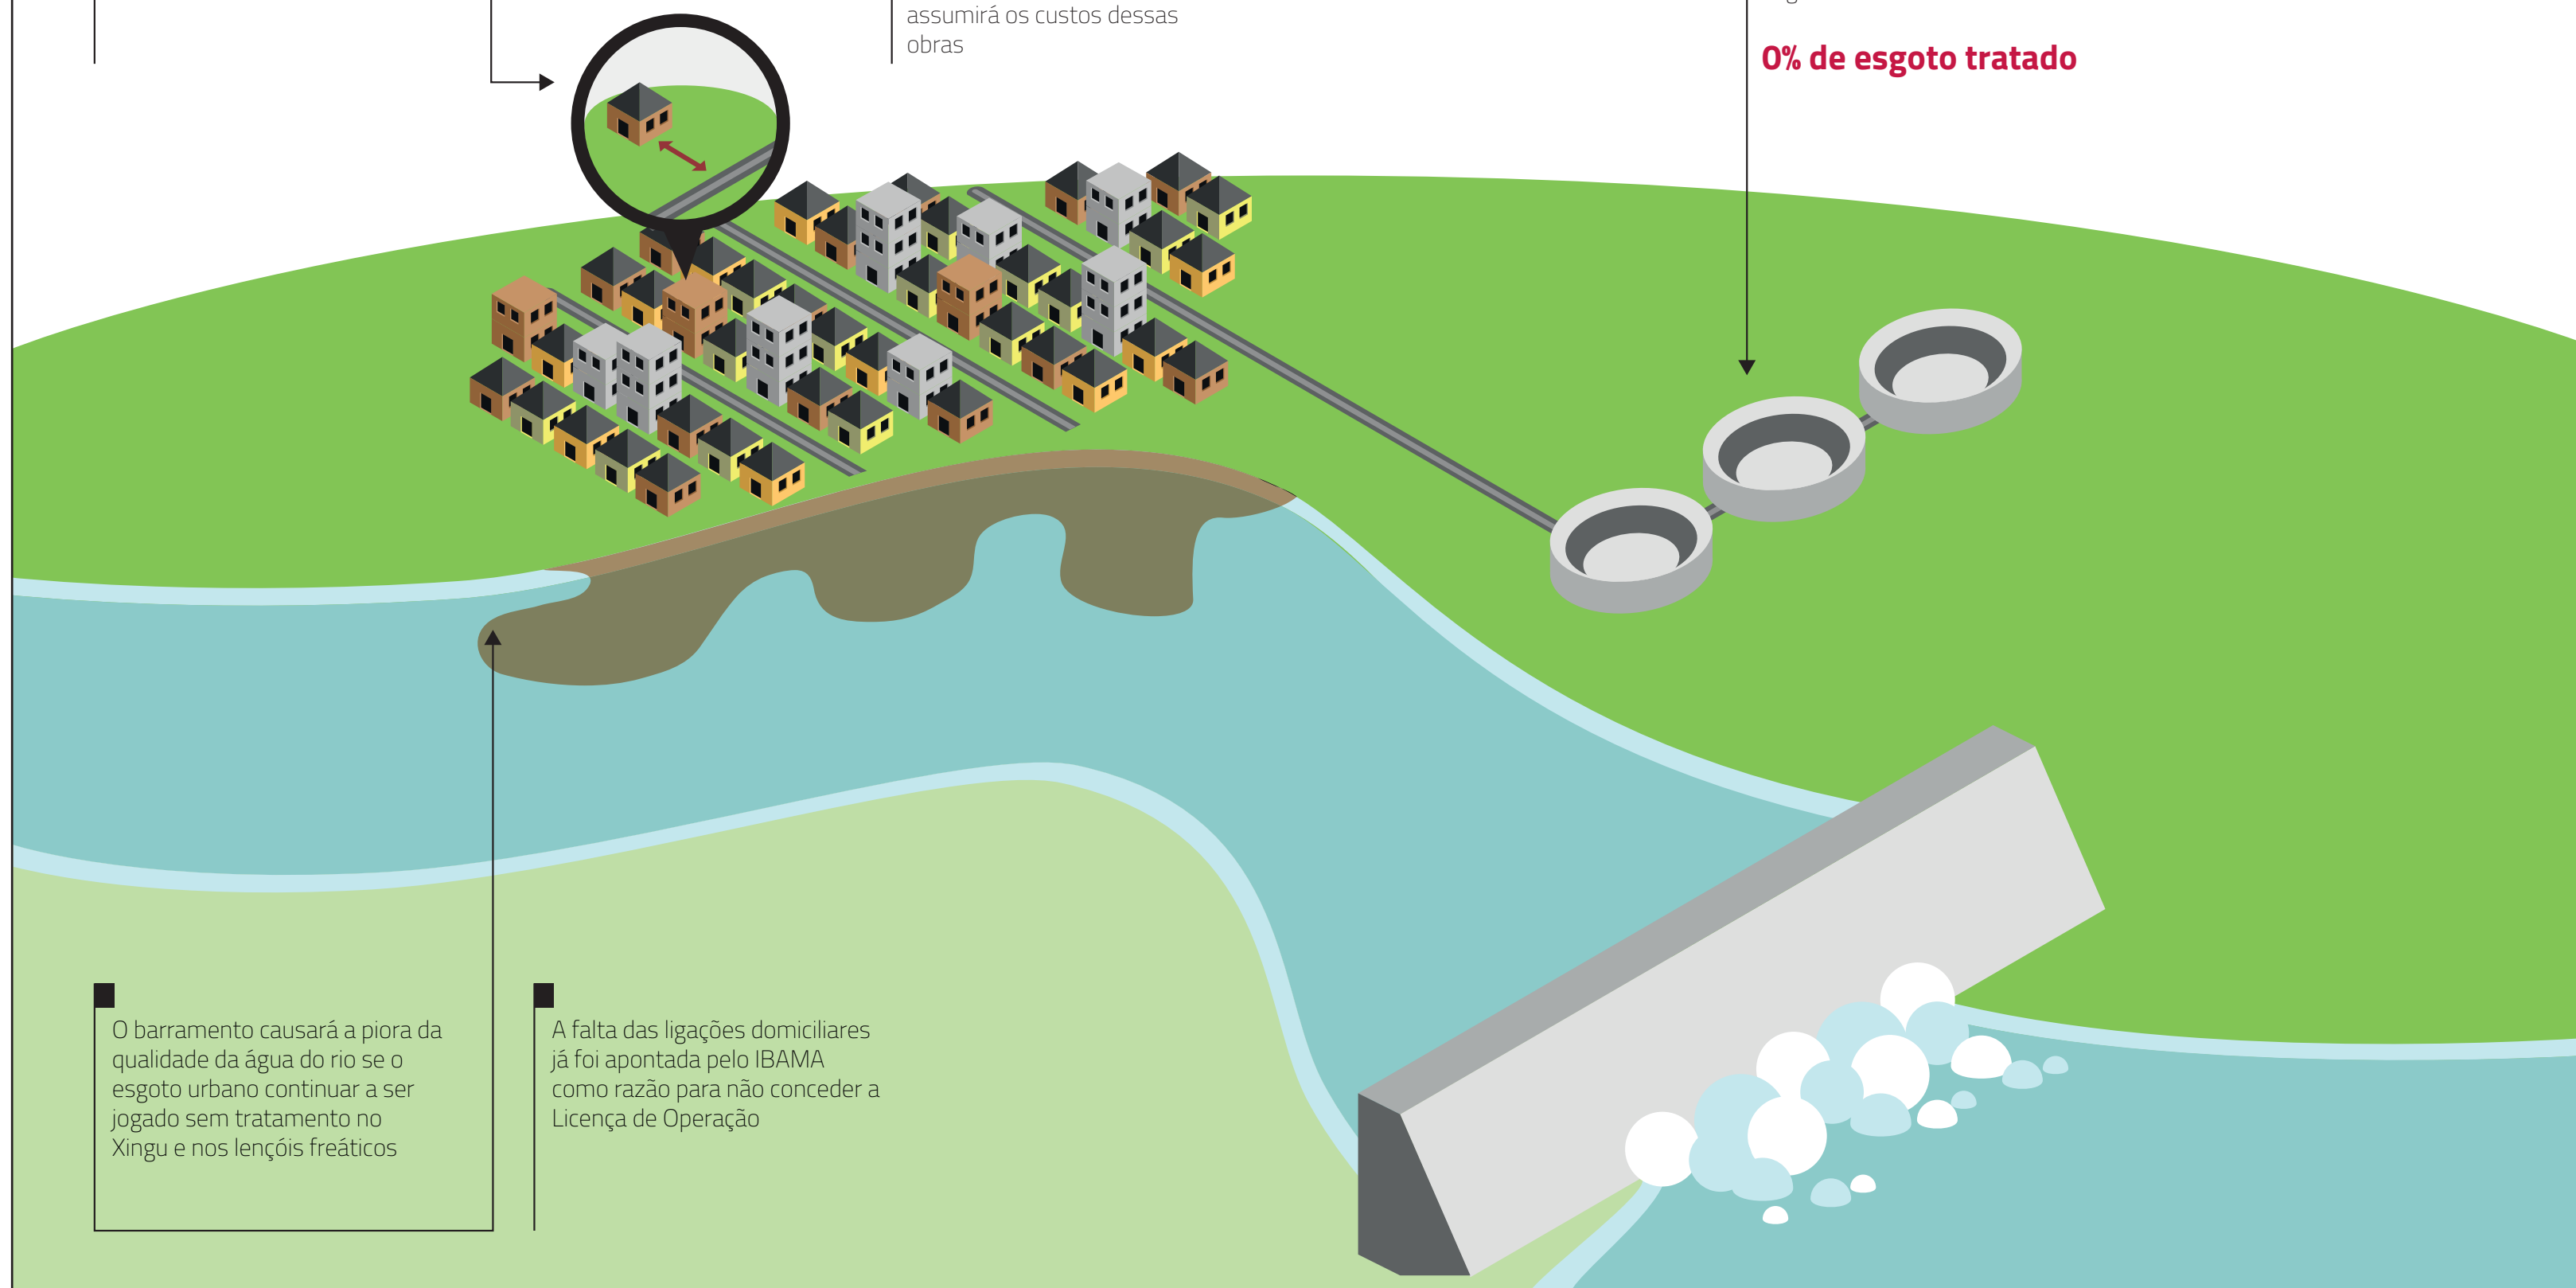 assumirá os custos dessas
obras
0% de esgoto tratado
O barramento causará a piora da
qualidade da água do rio se o
esgoto urbano continuar a ser
jogado sem tratamento no
Xingu e nos lençóis freáticos
A falta das ligações domiciliares
já foi apontada pelo IBAMA
como razão para não conceder a
Licença de Operação